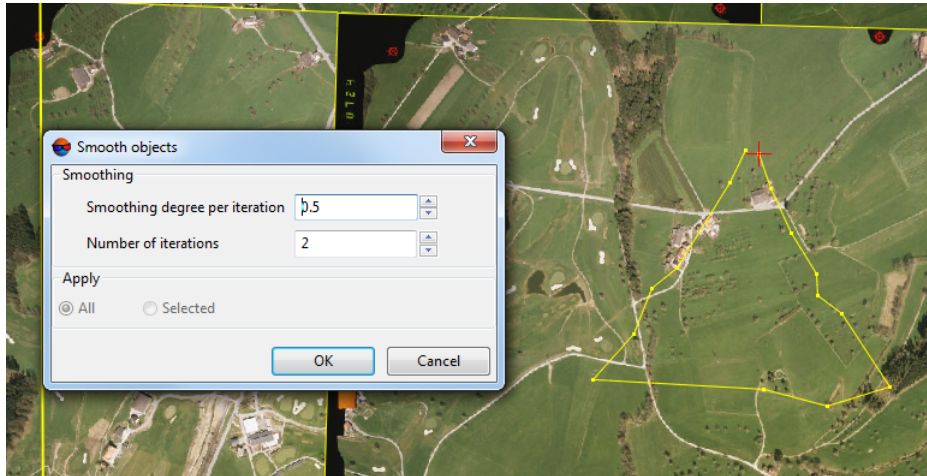 Smooth objects
Smoothing
Smoothing degree per iteration 0.5
Number of iterations 2
Apply
All Selected
OK Cancel